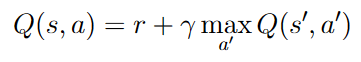 Q(s, a) = r + γ max_{a′} Q(s′, a′)